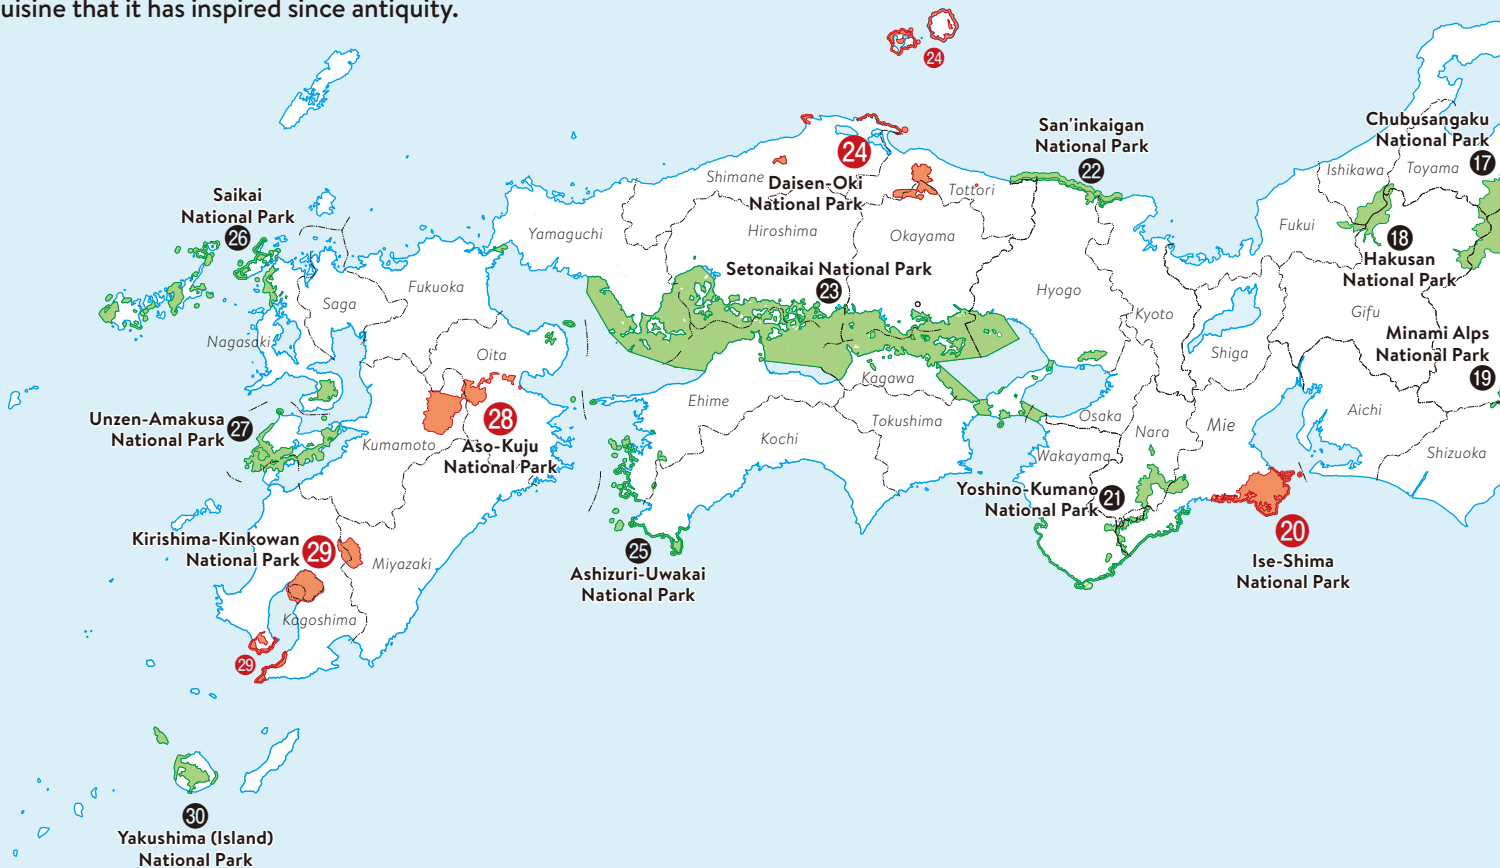 uisine that it has inspired since antiquity.
24
Chubusangaku
National Park
17
San'inkaigan
National Park
22
24
Daisen-Oki
National Park
Shimane
Tottori
Ishikawa
Toyama
Saikai
National Park
26
Yamaguchi
Hiroshima
Okayama
Fukui
18
Hakusan
National Park
Setonaikai National Park
23
Hyogo
Kyoto
Gifu
Fukuoka
Saga
Nagasaki
Oita
Shiga
Minami Alps
National Park
19
Kagawa
Ehime
Tokushima
Kochi
Osaka
Nara
Mie
Aichi
Shizuoka
Wakayama
Unzen-Amakusa
National Park
27
28
Aso-Kuju
National Park
Kumamoto
Yoshino-Kumano
National Park
21
20
Ise-Shima
National Park
Kirishima-Kinkowan
National Park
29
Miyazaki
25
Ashizuri-Uwakai
National Park
Kagoshima
29
30
Yakushima (Island)
National Park